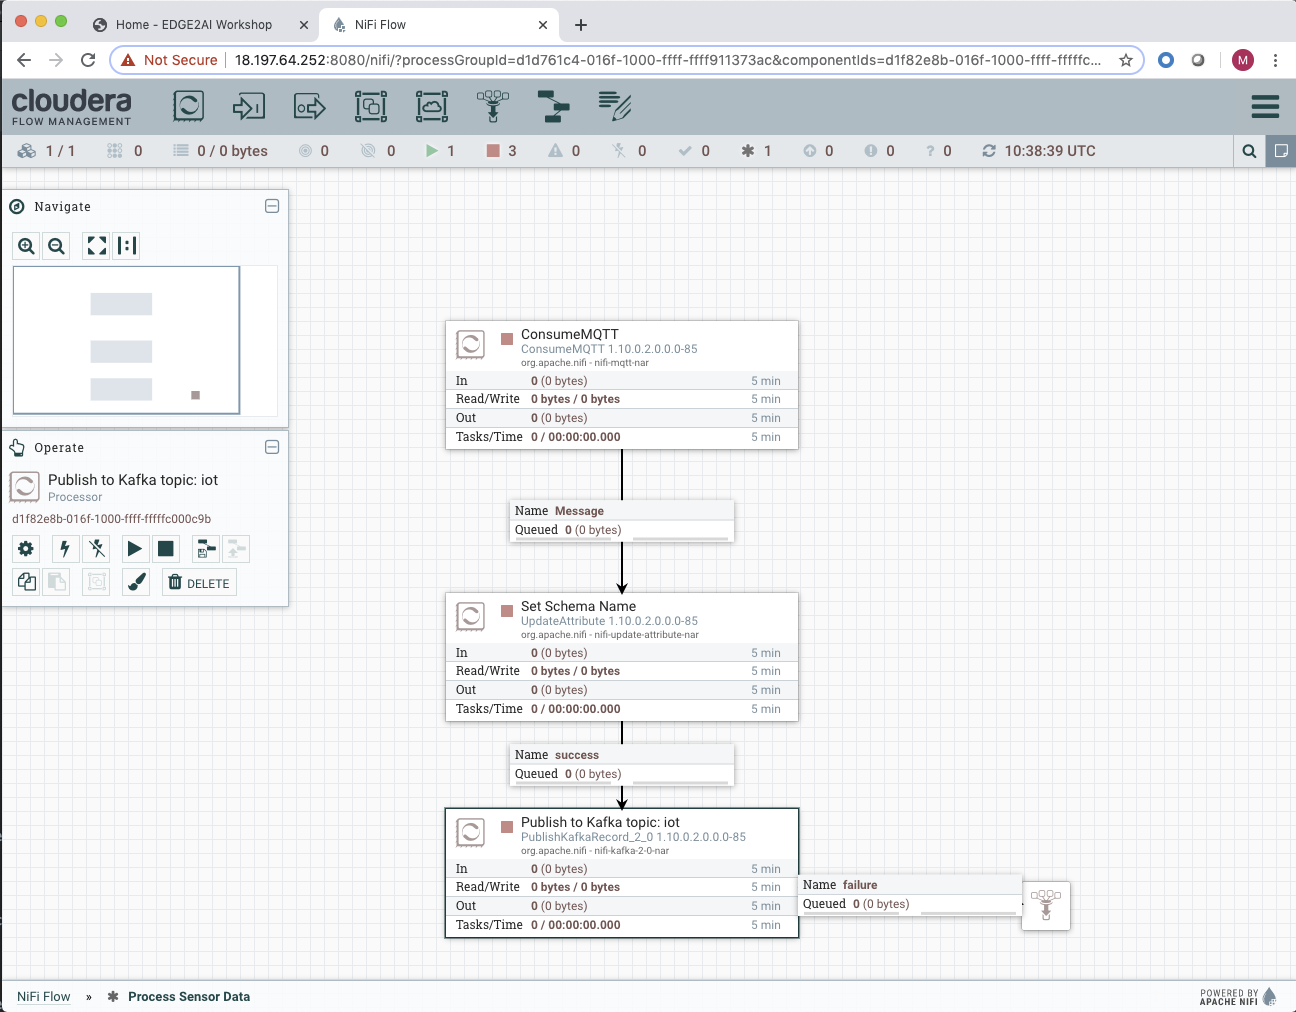 Home - EDGE2AI Workshop
NiFi Flow
Not Secure
18.197.64.252:8080/nifi/?processGroupId=d1d761c4-016f-1000-ffff-ffff911373ac&componentIds=d1f82e8b-016f-1000-ffff-fffffc...
M
cloudera
FLOW MANAGEMENT
1 / 1 0 0 / 0 bytes 0 0 1 3 0 0 0 1 0 0 ? 0 10:38:39 UTC
Navigate
Operate
Publish to Kafka topic: iot
Processor
d1f82e8b-016f-1000-ffff-fffffc000c9b
DELETE
ConsumeMQTT
ConsumeMQTT 1.10.0.2.0.0.0-85
org.apache.nifi - nifi-mqtt-nar
In 0 (0 bytes) 5 min
Read/Write 0 bytes / 0 bytes 5 min
Out 0 (0 bytes) 5 min
Tasks/Time 0 / 00:00:00.000 5 min
Name Message
Queued 0 (0 bytes)
Set Schema Name
UpdateAttribute 1.10.0.2.0.0.0-85
org.apache.nifi - nifi-update-attribute-nar
In 0 (0 bytes) 5 min
Read/Write 0 bytes / 0 bytes 5 min
Out 0 (0 bytes) 5 min
Tasks/Time 0 / 00:00:00.000 5 min
Name success
Queued 0 (0 bytes)
Publish to Kafka topic: iot
PublishKafkaRecord_2_0 1.10.0.2.0.0.0-85
org.apache.nifi - nifi-kafka-2-0-nar
In 0 (0 bytes) 5 min
Read/Write 0 bytes / 0 bytes 5 min
Out 0 (0 bytes) 5 min
Tasks/Time 0 / 00:00:00.000 5 min
Name failure
Queued 0 (0 bytes)
NiFi Flow » Process Sensor Data
POWERED BY
APACHE NIFI